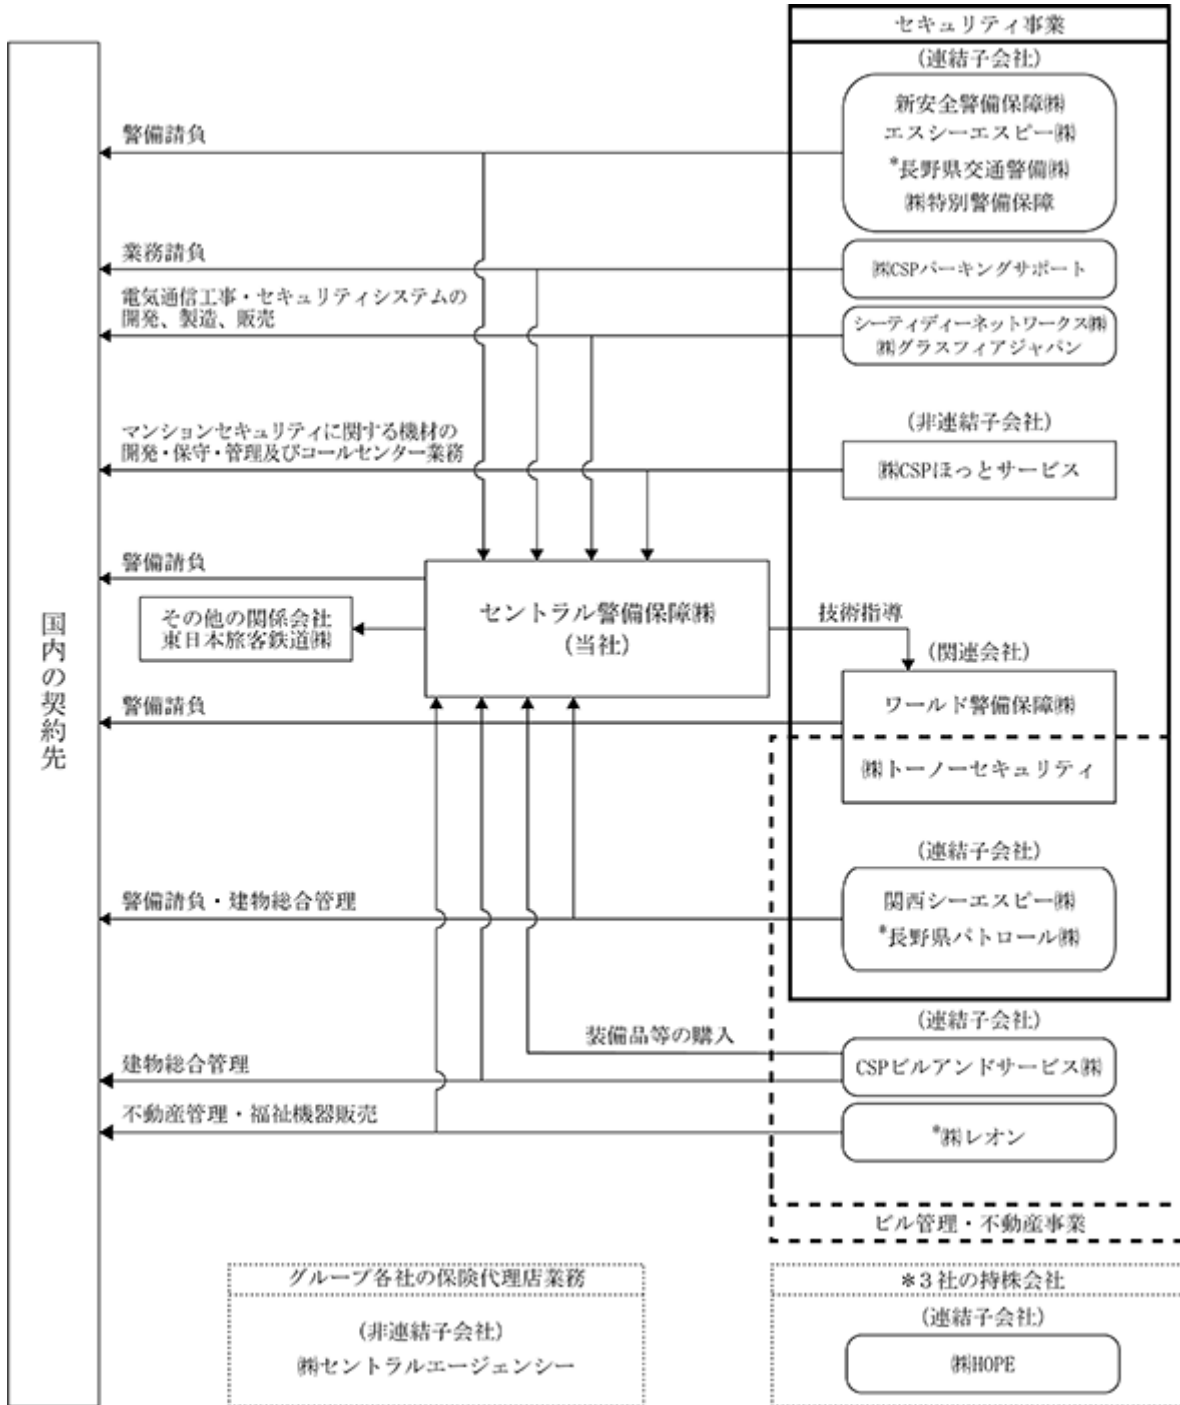 セキュリティ事業
(連結子会社)
新安全警備保障㈱
エスシーエスピー㈱
*長野県交通警備㈱
㈱特別警備保障
警備請負
業務請負
㈱CSPパーキングサポート
電気通信工事・セキュリティシステムの
開発、製造、販売
シーティディーネットワークス㈱
㈱グラスフィアジャパン
(非連結子会社)
マンションセキュリティに関する機材の
開発・保守・管理及びコールセンター業務
㈱CSPほっとサービス
警備請負
セントラル警備保障㈱
(当社)
その他の関係会社
東日本旅客鉄道㈱
技術指導
(関連会社)
ワールド警備保障㈱
警備請負
㈱トーノーセキュリティ
国内の契約先
(連結子会社)
関西シーエスピー㈱
*長野県パトロール㈱
警備請負・建物総合管理
(連結子会社)
装備品等の購入
CSPビルアンドサービス㈱
建物総合管理
不動産管理・福祉機器販売
*㈱レオン
ビル管理・不動産事業
グループ各社の保険代理店業務
(非連結子会社)
㈱セントラルエージェンシー
*3社の持株会社
(連結子会社)
㈱HOPE